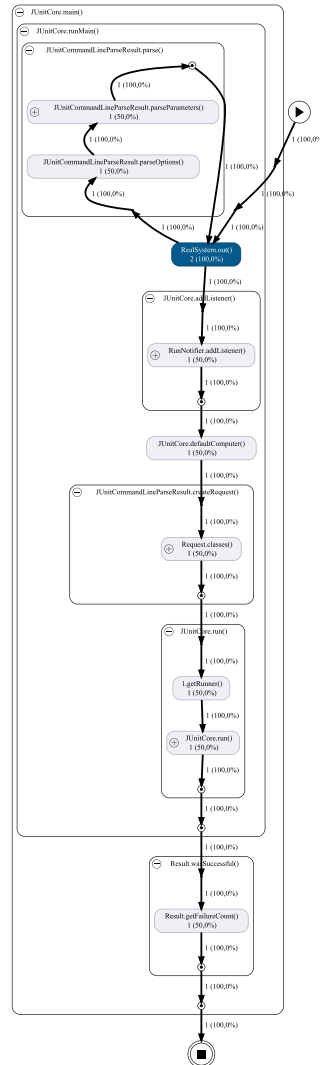 JUnitCore.main()
JUnitCore.runMain()
JUnitCommandLineParseResult.parse()
1 (100,0%)
JUnitCommandLineParseResult.parseParameters()
1 (50,0%)
1 (100,0%)
1 (100,0%)
JUnitCommandLineParseResult.parseOptions()
1 (50,0%)
1 (100,0%)
1 (100,0%)
1 (100,0%)
1 (100,0%)
1 (100,0%)
RealSystem.out()
2 (100,0%)
1 (100,0%)
JUnitCore.addListener()
1 (100,0%)
RunNotifier.addListener()
1 (50,0%)
1 (100,0%)
1 (100,0%)
JUnitCore.defaultComputer()
1 (50,0%)
1 (100,0%)
JUnitCommandLineParseResult.createRequest()
1 (100,0%)
Request.classes()
1 (50,0%)
1 (100,0%)
1 (100,0%)
JUnitCore.run()
1 (100,0%)
1.getRunner()
1 (50,0%)
1 (100,0%)
JUnitCore.run()
1 (50,0%)
1 (100,0%)
1 (100,0%)
1 (100,0%)
Result.wasSuccessful()
1 (100,0%)
Result.getFailureCount()
1 (50,0%)
1 (100,0%)
1 (100,0%)
1 (100,0%)